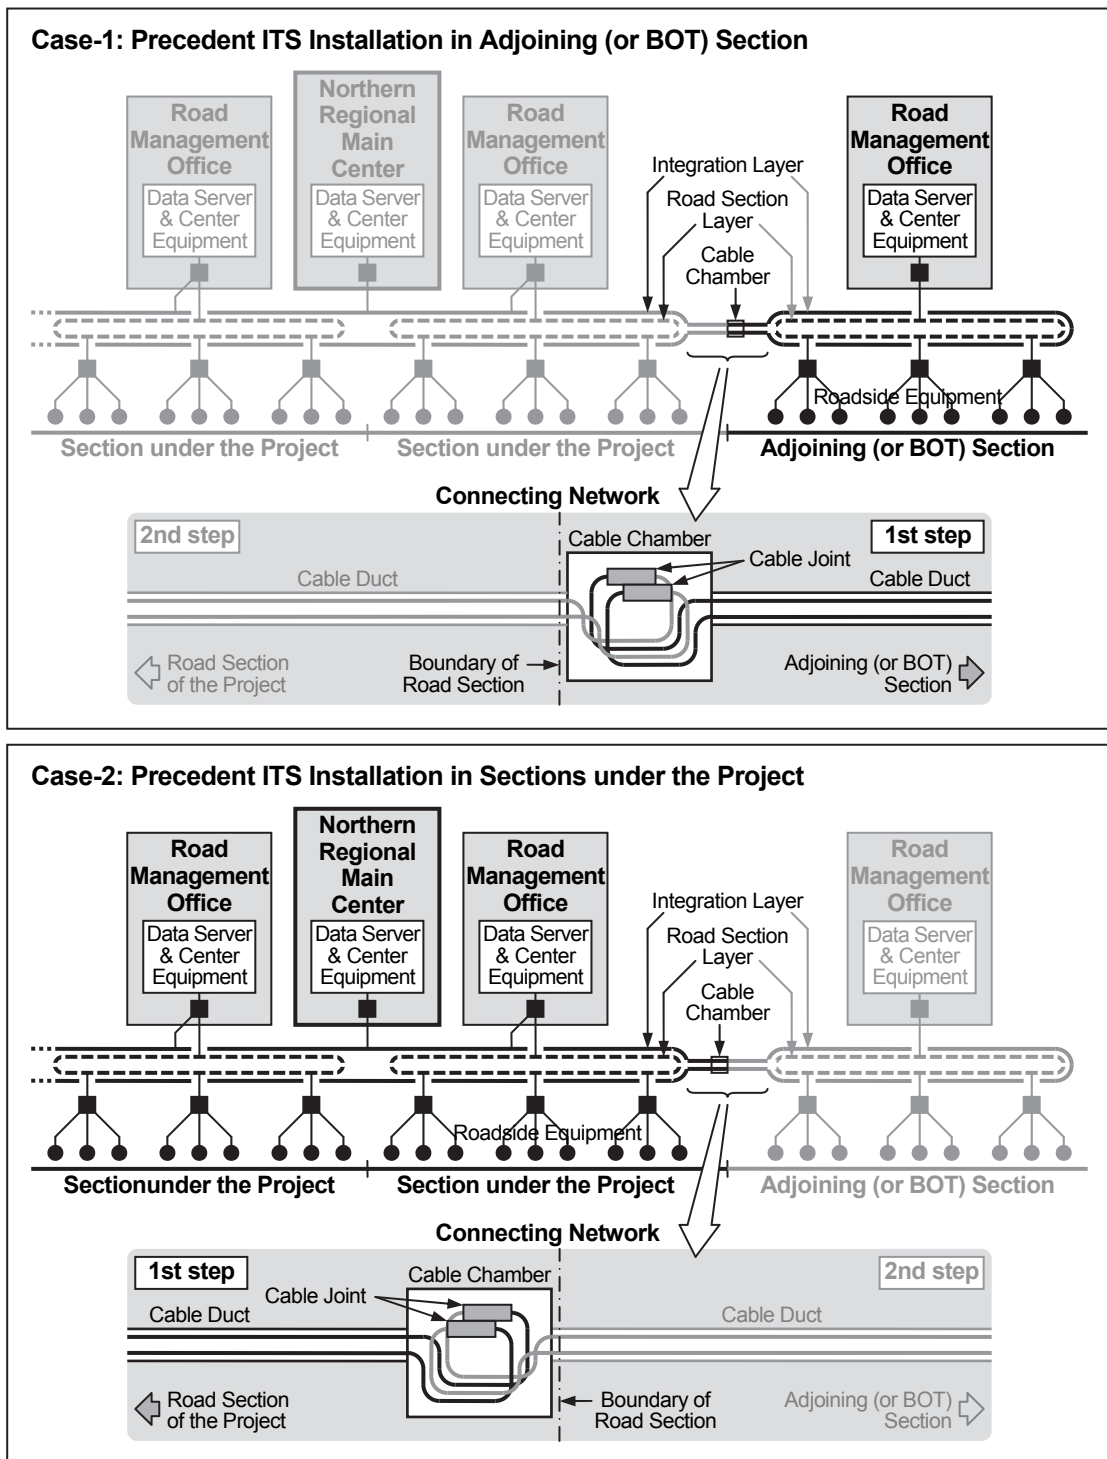 Case-1: Precedent ITS Installation in Adjoining (or BOT) Section
Road
Management
Office
Data Server
& Center
Equipment
Northern
Regional
Main
Center
Data Server
& Center
Equipment
Road
Management
Office
Data Server
& Center
Equipment
Integration Layer
Road Section
Layer
Cable
Chamber
Road
Management
Office
Data Server
& Center
Equipment
Roadside Equipment
Section under the Project
Section under the Project
Adjoining (or BOT) Section
Connecting Network
2nd step
Cable Chamber
1st step
Cable Joint
Cable Duct
Cable Duct
Road Section
of the Project
Boundary of
Road Section
Adjoining (or BOT)
Section
Case-2: Precedent ITS Installation in Sections under the Project
Road
Management
Office
Data Server
& Center
Equipment
Northern
Regional
Main
Center
Data Server
& Center
Equipment
Road
Management
Office
Data Server
& Center
Equipment
Integration Layer
Road Section
Layer
Cable
Chamber
Road
Management
Office
Data Server
& Center
Equipment
Roadside Equipment
Sectionunder the Project
Section under the Project
Adjoining (or BOT) Section
Connecting Network
1st step
Cable Chamber
2nd step
Cable Joint
Cable Duct
Cable Duct
Road Section
of the Project
Boundary of
Road Section
Adjoining (or BOT)
Section